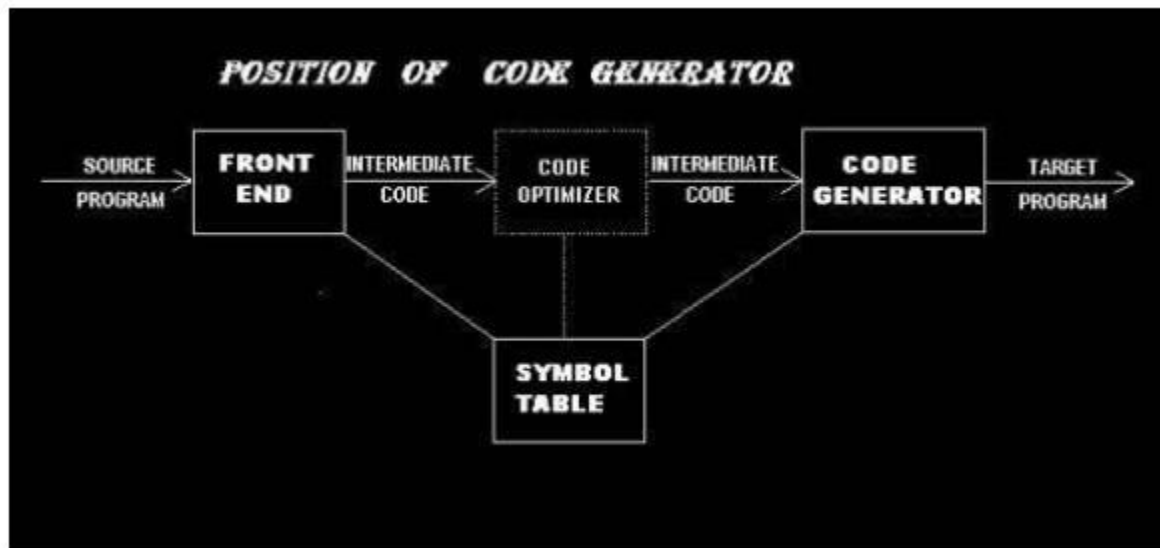 POSITION OF CODE GENERATOR
SOURCE
PROGRAM
FRONT
END
INTERMEDIATE
CODE
CODE
OPTIMIZER
INTERMEDIATE
CODE
CODE
GENERATOR
TARGET
PROGRAM
SYMBOL
TABLE